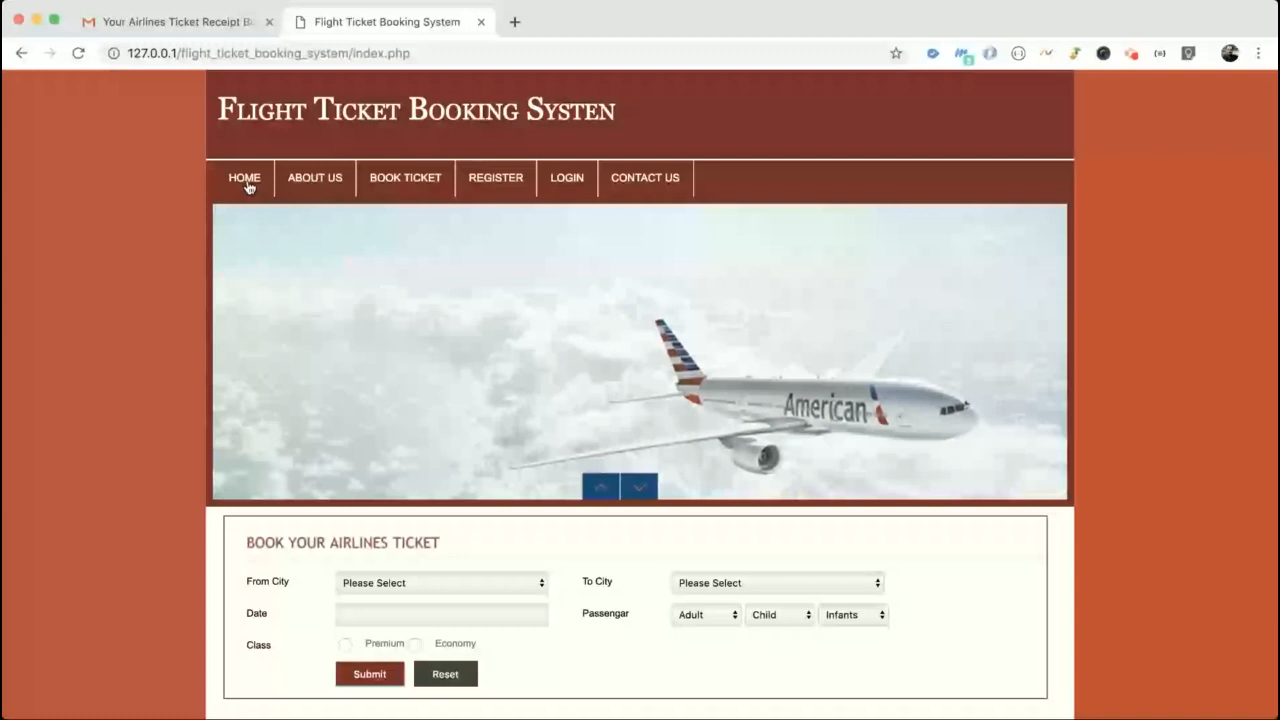 Your Airlines Ticket Receipt B
Flight Ticket Booking System
127.0.0.1/flight_ticket_booking_system/index.php
Flight Ticket Booking Systen
HOME
ABOUT US
BOOK TICKET
REGISTER
LOGIN
CONTACT US
American
BOOK YOUR AIRLINES TICKET
From City
Please Select
To City
Please Select
Date
Passengar
Adult
Child
Infants
Class
Premium
Economy
Submit
Reset